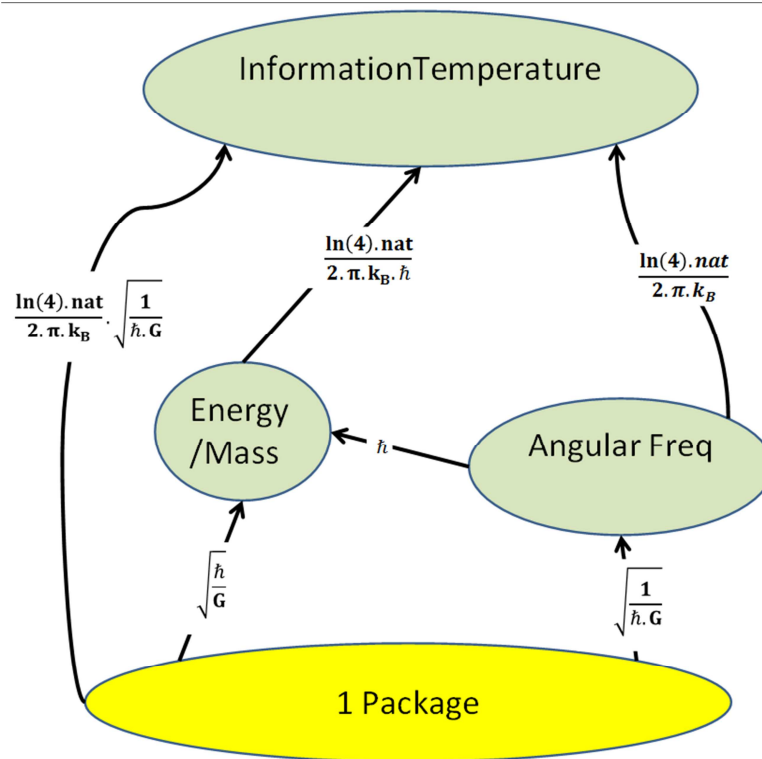 InformationTemperature
ln(4).nat
2.π.k_B.ħ
ln(4).nat
2.π.k_B
ln(4).nat/2.π.k_B . √(1/ħ.G)
Energy
/Mass
ħ
Angular Freq
√(ħ/G)
√(1/ħ.G)
1 Package